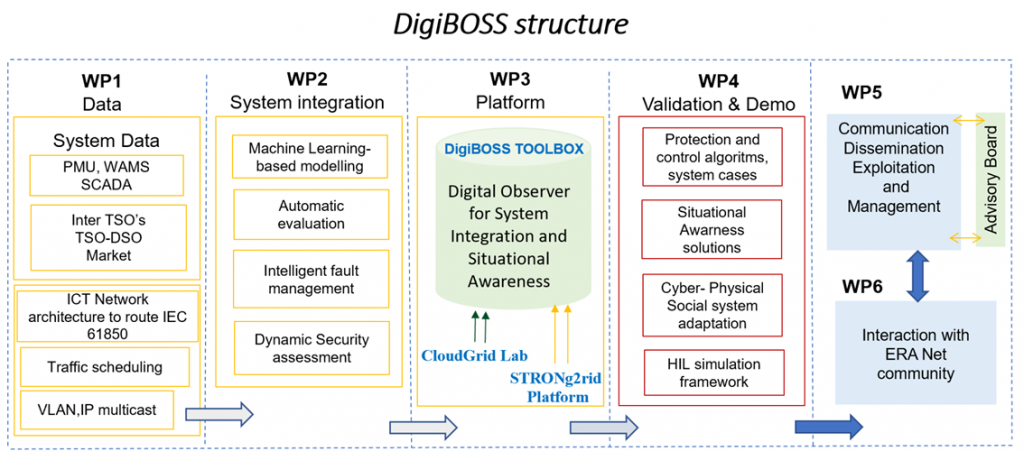 DigiBOSS structure
WP1
Data
System Data
PMU, WAMS
SCADA
Inter TSO's
TSO-DSO
Market
ICT Network
architecture to route IEC
61850
Traffic scheduling
VLAN,IP multicast
WP2
System integration
Machine Learning-
based modelling
Automatic
evaluation
Intelligent fault
management
Dynamic Security
assessment
WP3
Platform
DigiBOSS TOOLBOX
Digital Observer
for System
Integration and
Situational
Awareness
CloudGrid Lab
STRONg2rid
Platform
WP4
Validation & Demo
Protection and
control algoritms,
system cases
Situational
Awarness
solutions
Cyber- Physical
Social system
adaptation
HIL simulation
framework
WP5
Communication
Dissemination
Exploitation
and
Management
Advisory Board
WP6
Interaction with
ERA Net
community